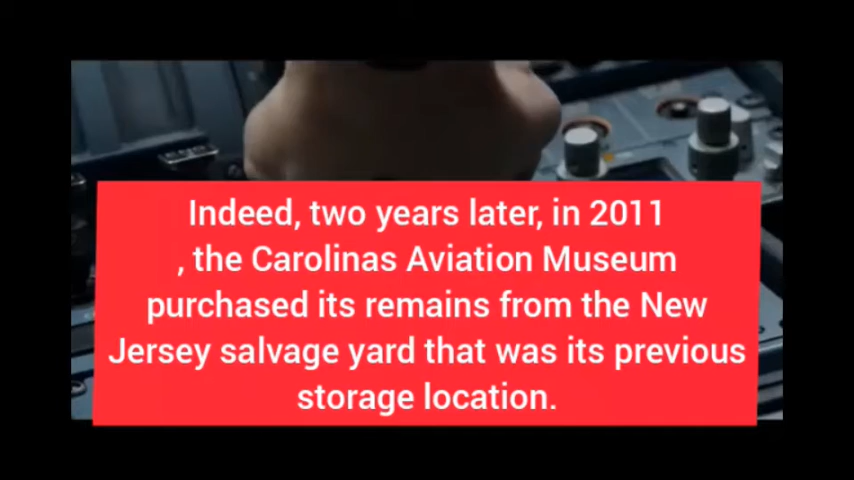 Indeed, two years later, in 2011
, the Carolinas Aviation Museum
purchased its remains from the New
Jersey salvage yard that was its previous
storage location.